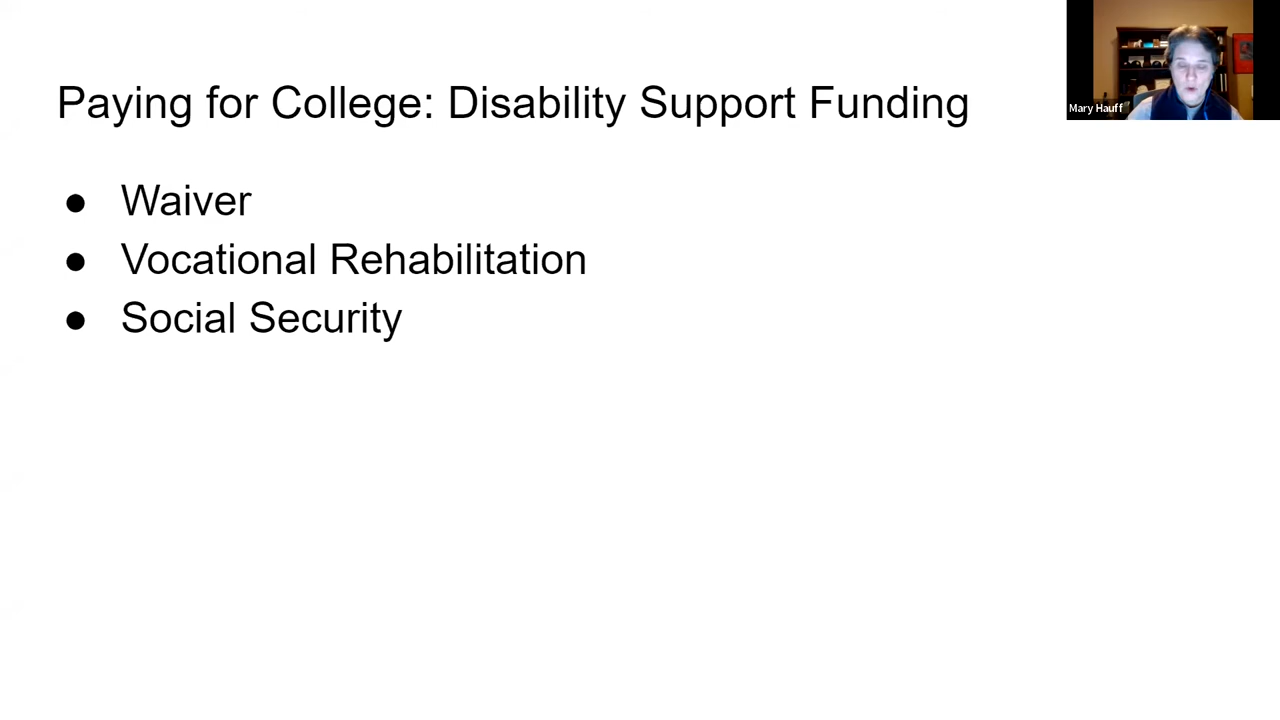 Paying for College: Disability Support Funding
Mary Hauff
● Waiver
● Vocational Rehabilitation
● Social Security